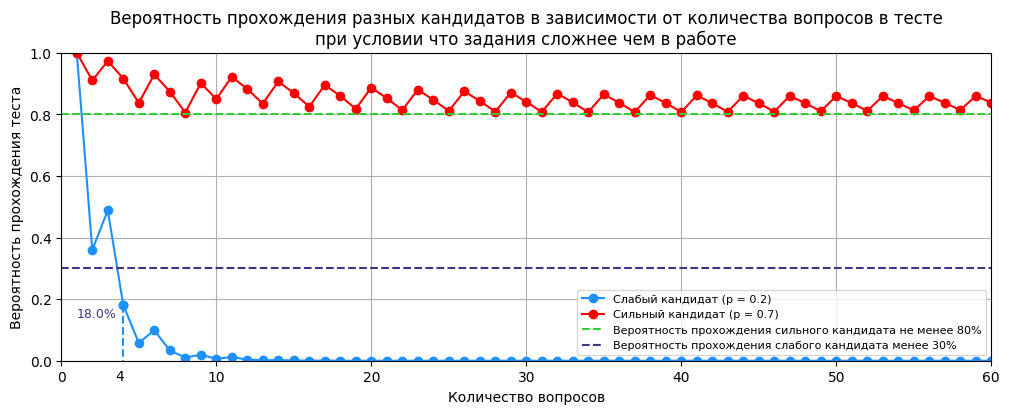 Вероятность прохождения разных кандидатов в зависимости от количества вопросов в тесте
при условии что задания сложнее чем в работе
Вероятность прохождения теста
1.0
0.8
0.6
0.4
0.2
0.0
18.0%
Слабый кандидат (p = 0.2)
Сильный кандидат (p = 0.7)
Вероятность прохождения сильного кандидата не менее 80%
Вероятность прохождения слабого кандидата менее 30%
0 4 10 20 30 40 50 60
Количество вопросов